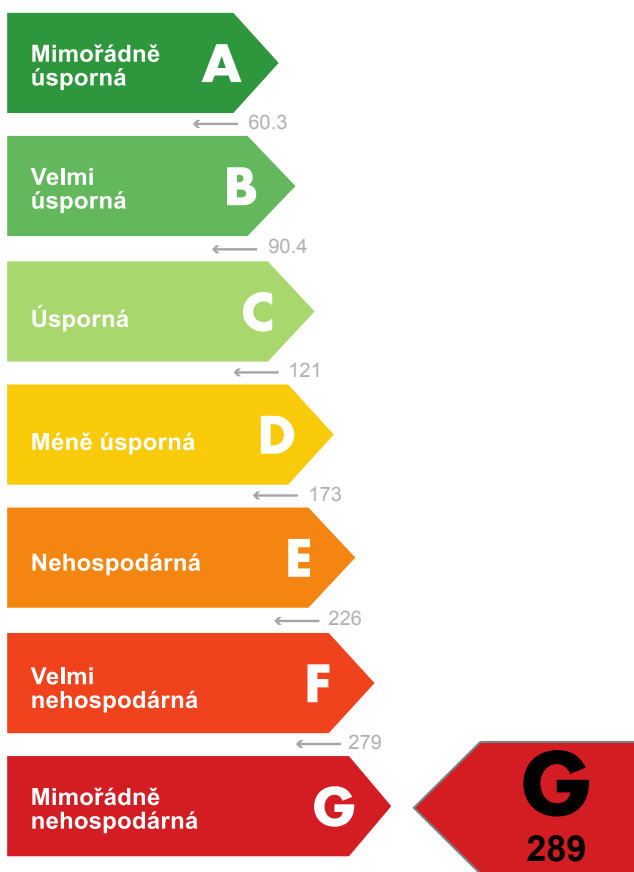 Mimořádně
úsporná
A
60.3
Velmi
úsporná
B
90.4
Úsporná
C
121
Méně úsporná
D
173
Nehospodárná
E
226
Velmi
nehospodárná
F
279
Mimořádně
nehospodárná
G
G
289